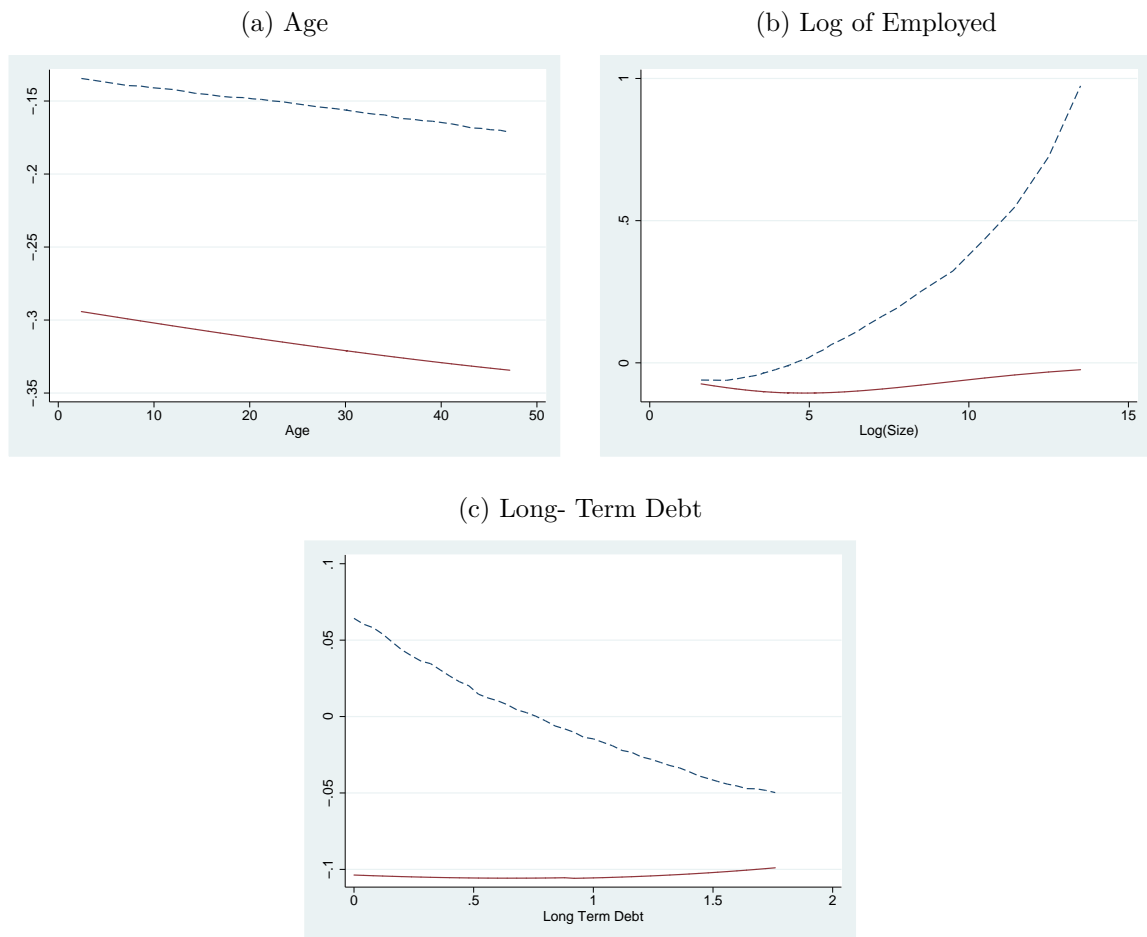 (a) Age
(b) Log of Employed
−.15
−.2
−.25
−.3
−.35
0 10 20 30 40 50
Age
1
.5
0
0 5 10 15
Log(Size)
(c) Long- Term Debt
.1
.05
0
−.05
−.1
0 .5 1 1.5 2
Long Term Debt